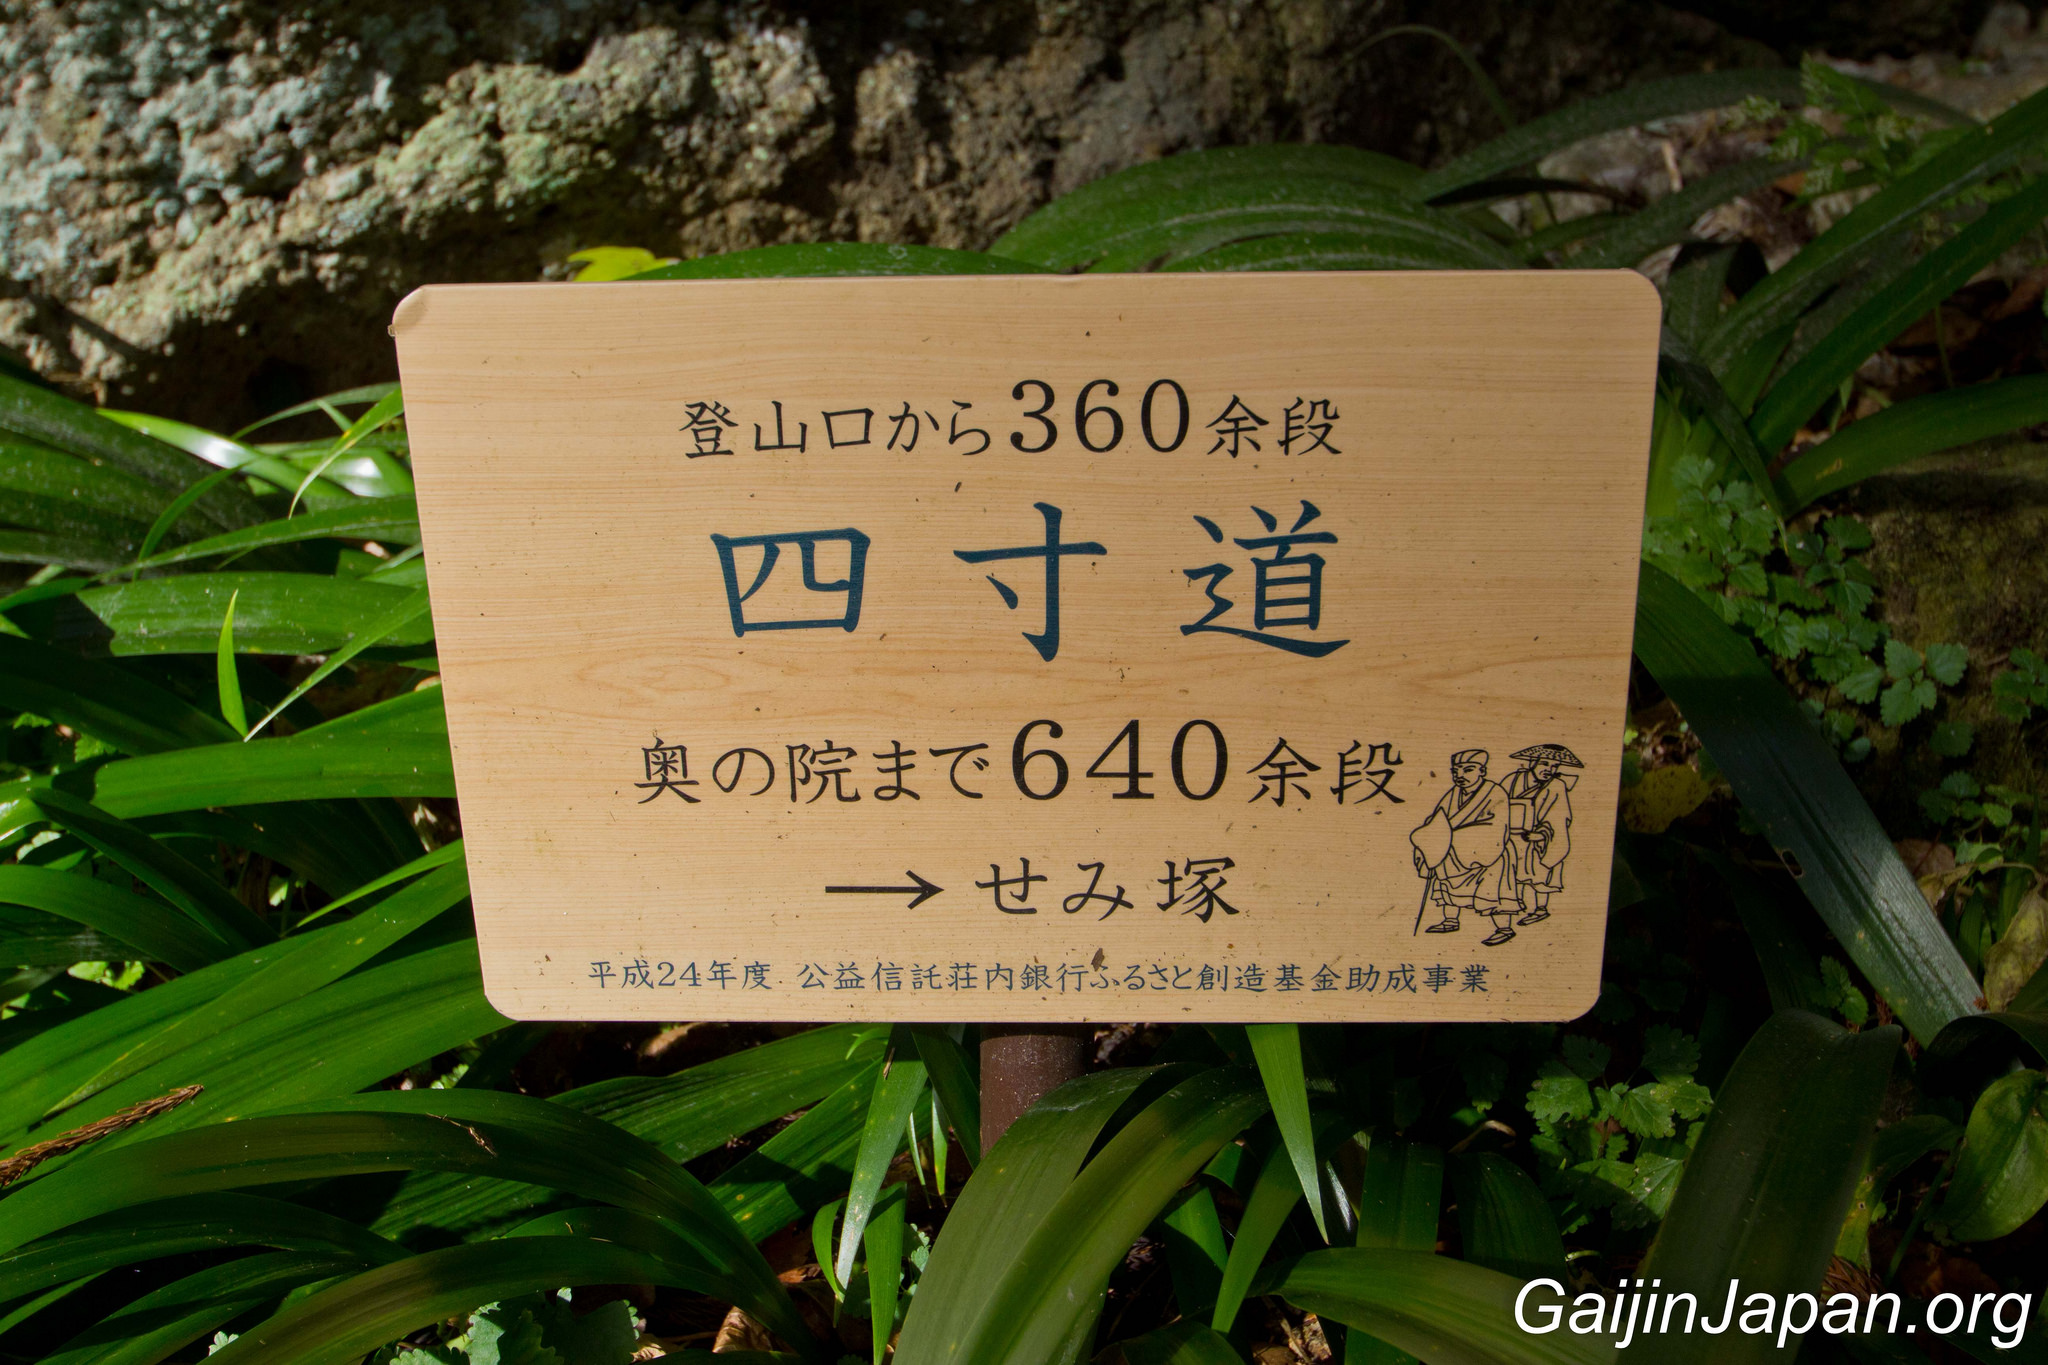 登山口から360余段
四寸道
奥の院まで640余段
→せみ塚
平成24年度 公益信託荘内銀行ふるさと創造基金助成事業
GaijinJapan.org